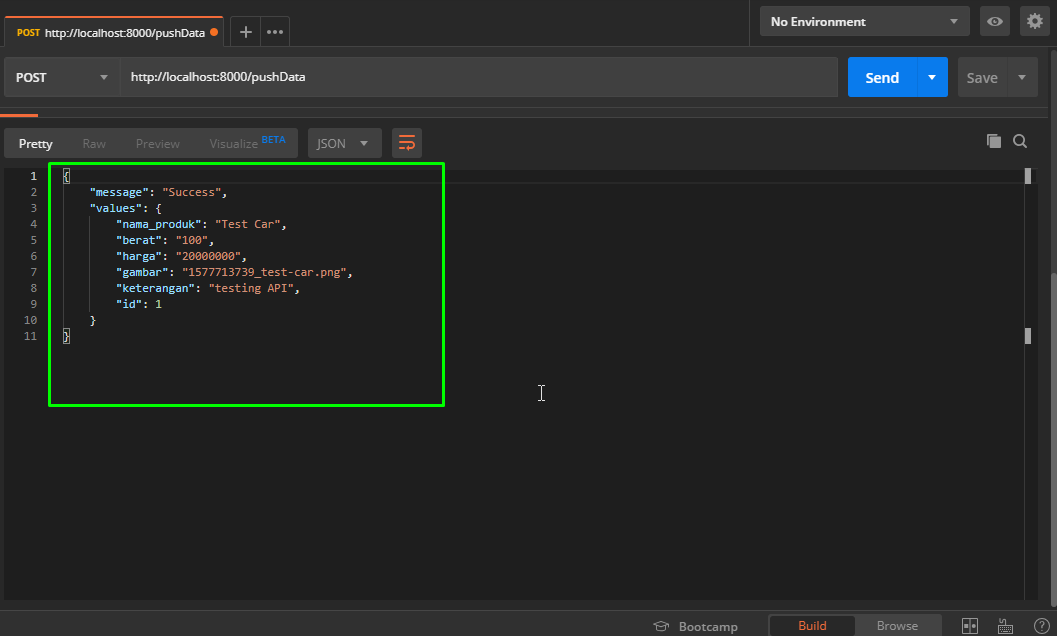 POST http://localhost:8000/pushData
No Environment
POST http://localhost:8000/pushData Send Save
Pretty Raw Preview Visualize BETA JSON
1 {
2 "message": "Success",
3 "values": {
4 "nama_produk": "Test Car",
5 "berat": "100",
6 "harga": "20000000",
7 "gambar": "1577713739_test-car.png",
8 "keterangan": "testing API",
9 "id": 1
10 }
11 }
Bootcamp Build Browse